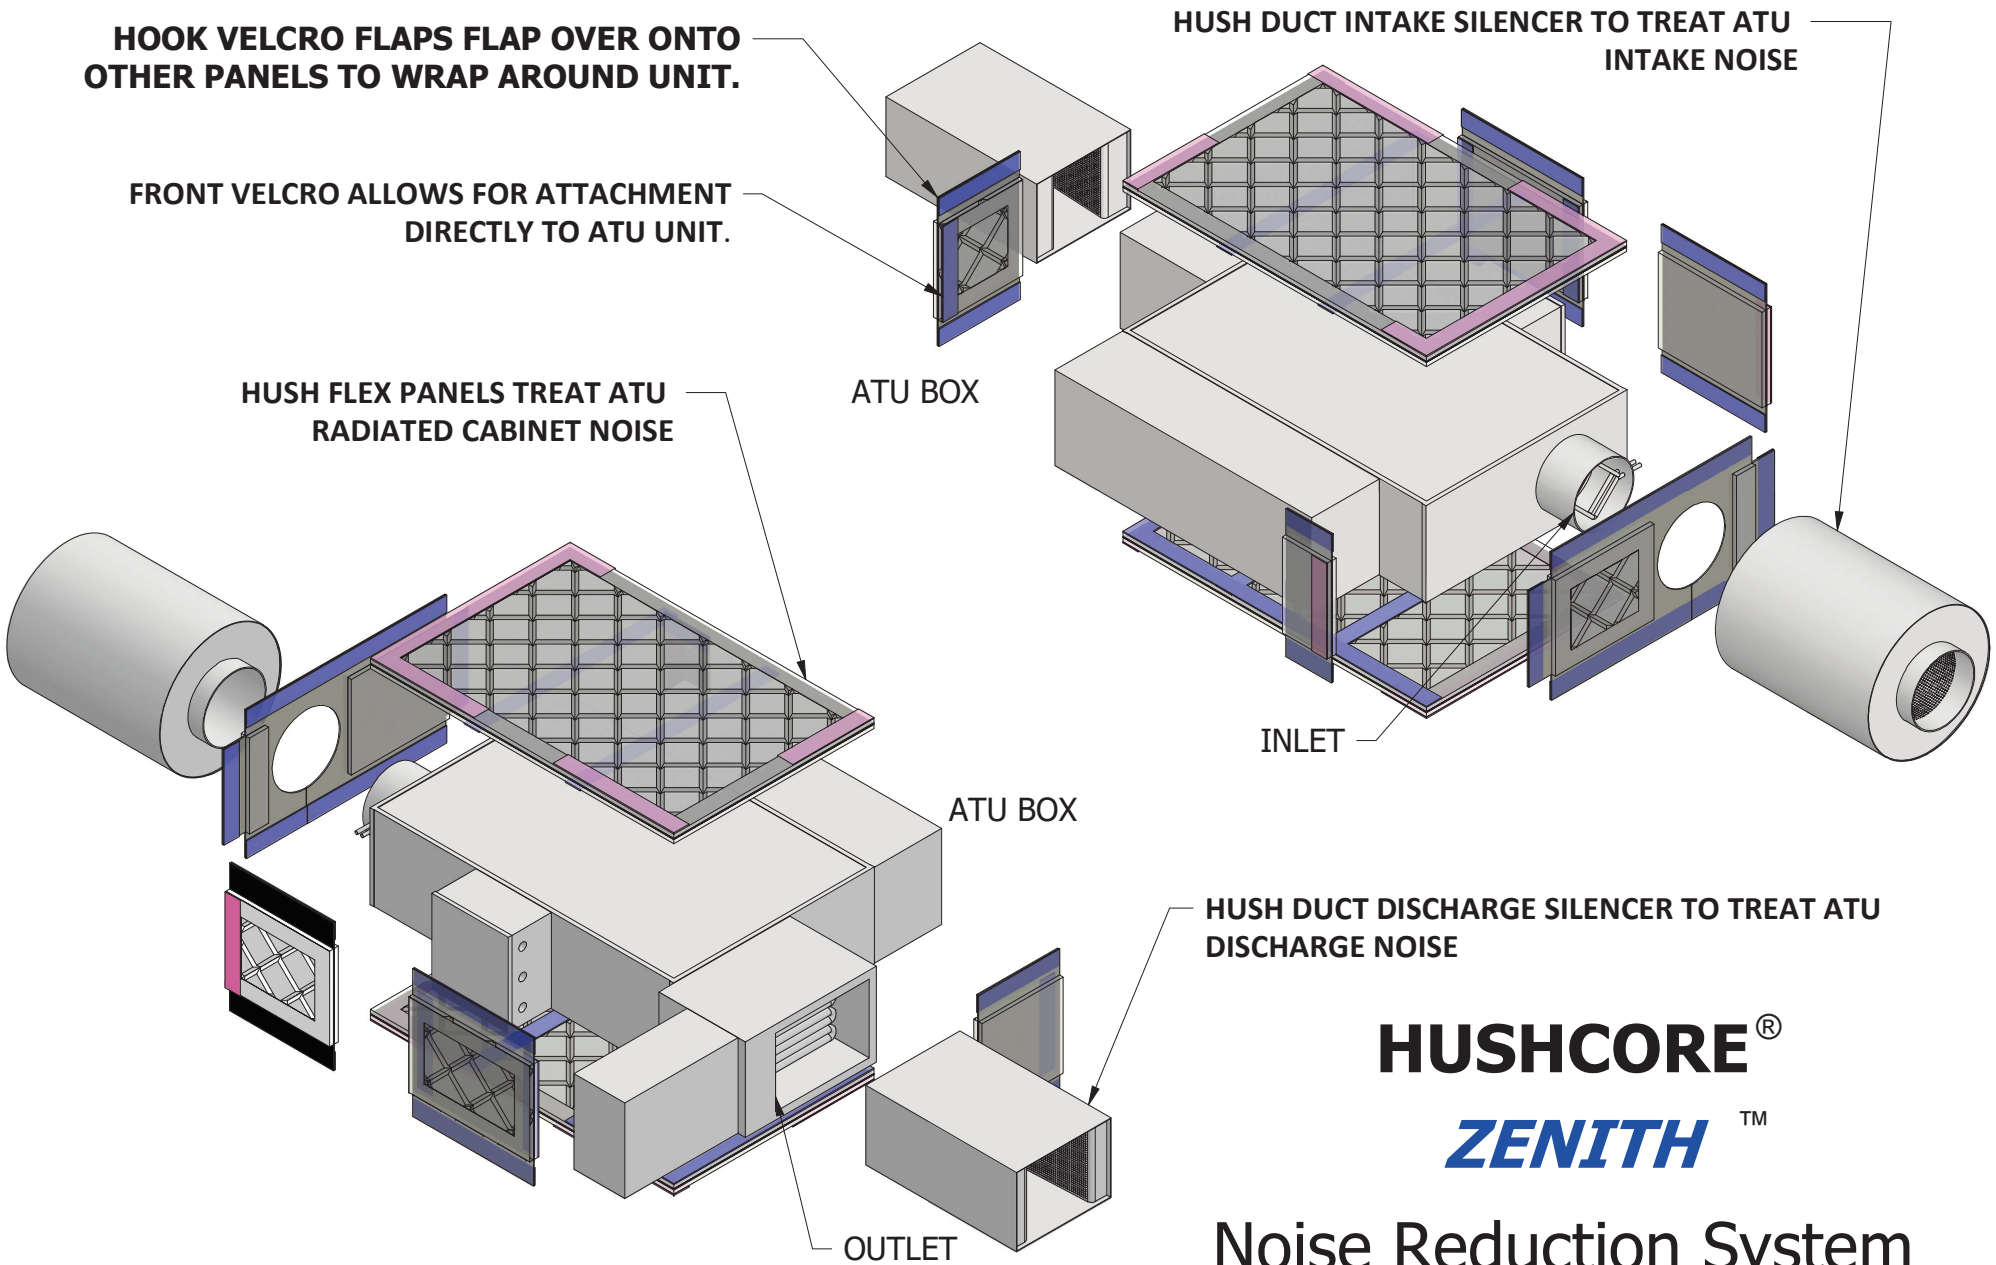 HOOK VELCRO FLAPS FLAP OVER ONTO
OTHER PANELS TO WRAP AROUND UNIT.
HUSH DUCT INTAKE SILENCER TO TREAT ATU
INTAKE NOISE
FRONT VELCRO ALLOWS FOR ATTACHMENT
DIRECTLY TO ATU UNIT.
HUSH FLEX PANELS TREAT ATU
RADIATED CABINET NOISE
ATU BOX
INLET
ATU BOX
HUSH DUCT DISCHARGE SILENCER TO TREAT ATU
DISCHARGE NOISE
OUTLET
HUSHCORE®
ZENITH ™
Noise Reduction System